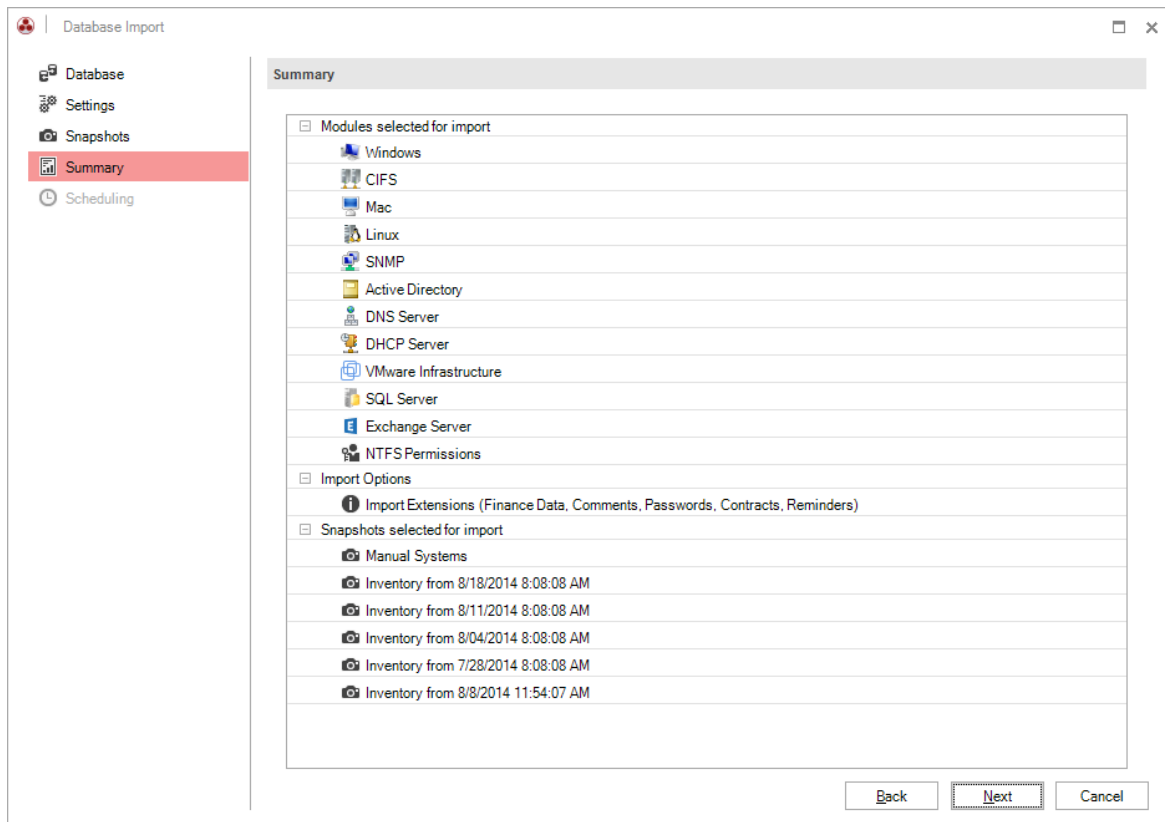 Database Import
Database
Settings
Snapshots
Summary
Scheduling
Summary
Modules selected for import
Windows
CIFS
Mac
Linux
SNMP
Active Directory
DNS Server
DHCP Server
VMware Infrastructure
SQL Server
Exchange Server
NTFS Permissions
Import Options
Import Extensions (Finance Data, Comments, Passwords, Contracts, Reminders)
Snapshots selected for import
Manual Systems
Inventory from 8/18/2014 8:08:08 AM
Inventory from 8/11/2014 8:08:08 AM
Inventory from 8/04/2014 8:08:08 AM
Inventory from 7/28/2014 8:08:08 AM
Inventory from 8/8/2014 11:54:07 AM
Back Next Cancel